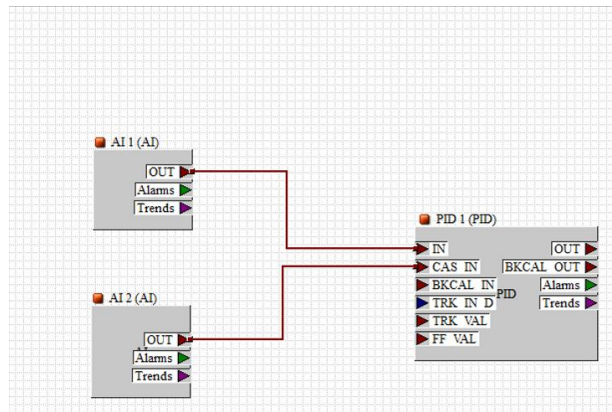 AI 1 (AI)
OUT
Alarms
Trends
AI 2 (AI)
OUT
Alarms
Trends
PID 1 (PID)
IN
CAS IN
BKCAL IN
TRK IN D
TRK VAL
FF VAL
PID
OUT
BKCAL OUT
Alarms
Trends